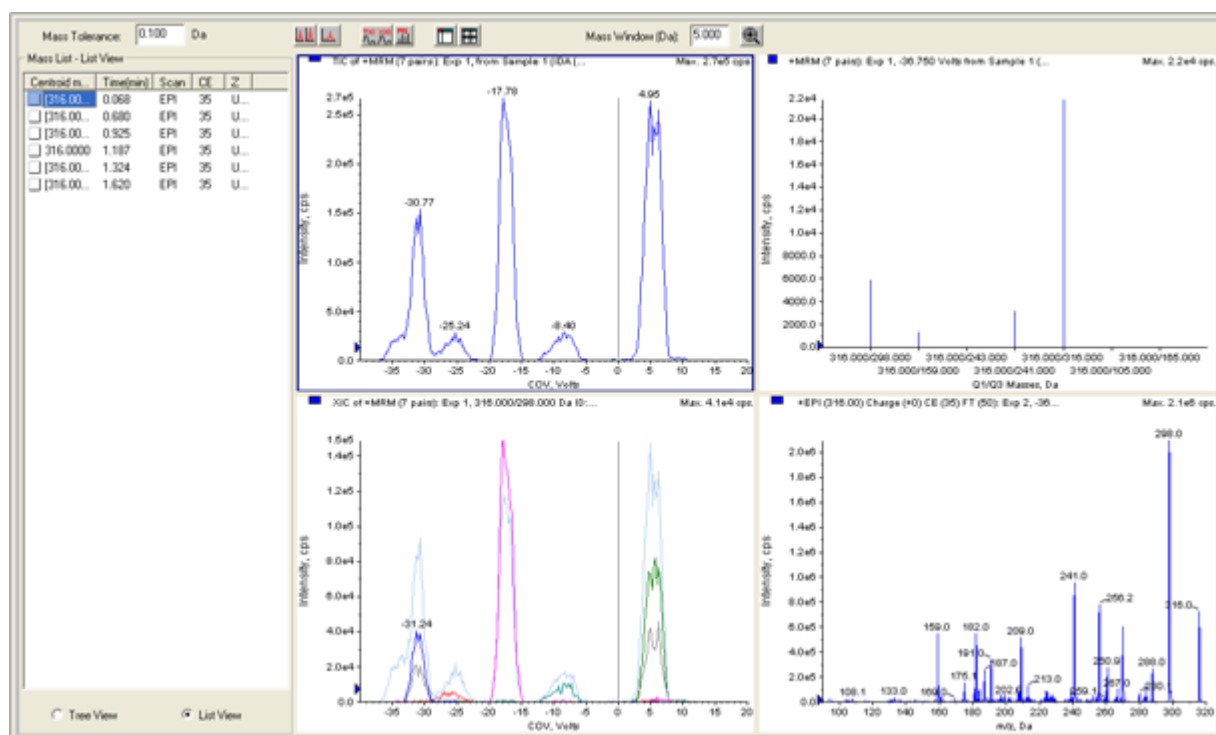 Mass Tolerance: 0.100 Da
Mass Window (Da): 5.000
Mass List - List View
Centroid m... Time(min) Scan CE Z
[316.00... 0.068 EPI 35 U...
[316.00... 0.680 EPI 35 U...
[316.00... 0.925 EPI 35 U...
316.0000 1.187 EPI 35 U...
[316.00... 1.324 EPI 35 U...
[316.00... 1.620 EPI 35 U...
Tree View
List View
TIC of +MRM (7 pairs): Exp 1, from Sample 1 (IDA (...
Max. 2.7e5 cps
2.7e5
2.5e5
2.0e5
1.5e5
1.0e5
5.0e4
0.0
Intensity, cps
-30.77
-25.24
-17.78
-8.40
4.95
-35 -30 -25 -20 -15 -10 -5 0 5 10 15 20
COV, Volts
+MRM (7 pairs): Exp 1, -36.750 Volts from Sample 1 (...
Max. 2.2e4 cps
2.2e4
2.0e4
1.8e4
1.6e4
1.4e4
1.2e4
1.0e4
8000.0
6000.0
4000.0
2000.0
0.0
Intensity, cps
316.000/298.000 316.000/243.000 316.000/316.000 316.000/165.000
316.000/159.000 316.000/241.000 316.000/105.000
Q1/Q3 Masses, Da
XIC of +MRM (7 pairs): Exp 1, 316.000/298.000 Da ID:...
Max. 4.1e4 cps.
1.5e5
1.4e5
1.2e5
1.0e5
8.0e4
6.0e4
4.0e4
2.0e4
0.0
Intensity, cps
-31.24
-35 -30 -25 -20 -15 -10 -5 0 5 10 15 20
COV, Volts
+EPI (316.00) Charge (+0) CE (35) FT (50): Exp 2, -36...
Max. 2.1e6 cps
2.0e6
1.8e6
1.6e6
1.4e6
1.2e6
1.0e6
8.0e5
6.0e5
4.0e5
2.0e5
0.0
Intensity, cps
298.0
241.0
256.2
316.0
159.0
182.0
209.0
191.0
187.0
175.1
213.0
288.0
108.1
133.0
259.1
100 120 140 160 180 200 220 240 260 280 300 320
m/z, Da